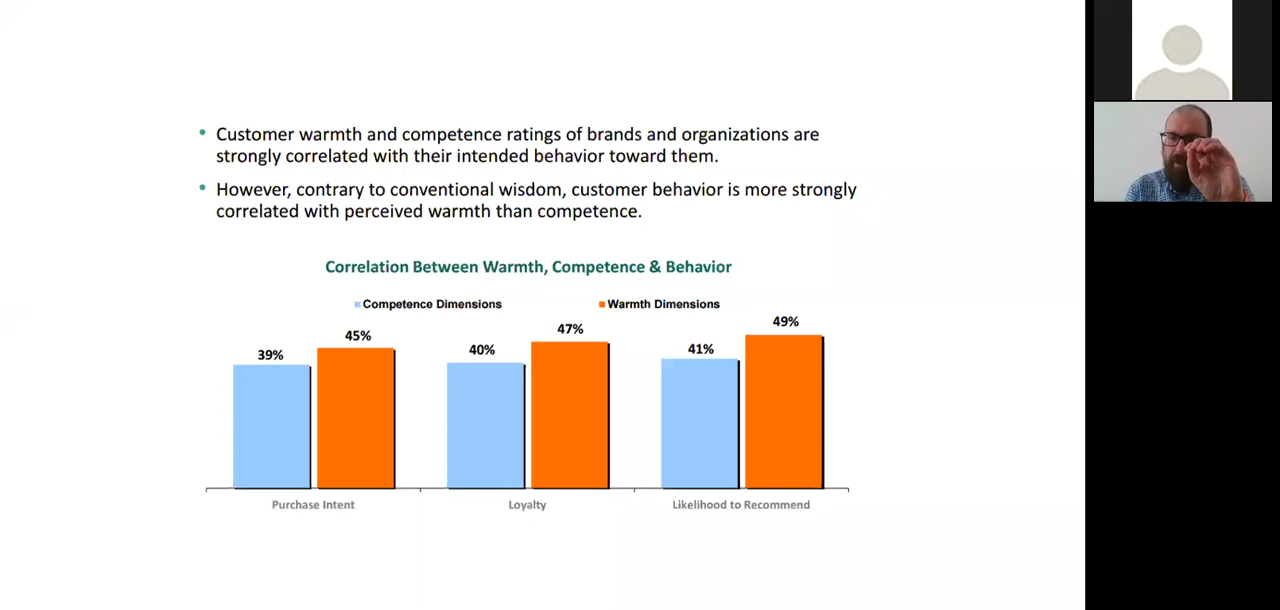 • Customer warmth and competence ratings of brands and organizations are
strongly correlated with their intended behavior toward them.
• However, contrary to conventional wisdom, customer behavior is more strongly
correlated with perceived warmth than competence.
Correlation Between Warmth, Competence & Behavior
Competence Dimensions Warmth Dimensions
39% 45% 40% 47% 41% 49%
Purchase Intent Loyalty Likelihood to Recommend